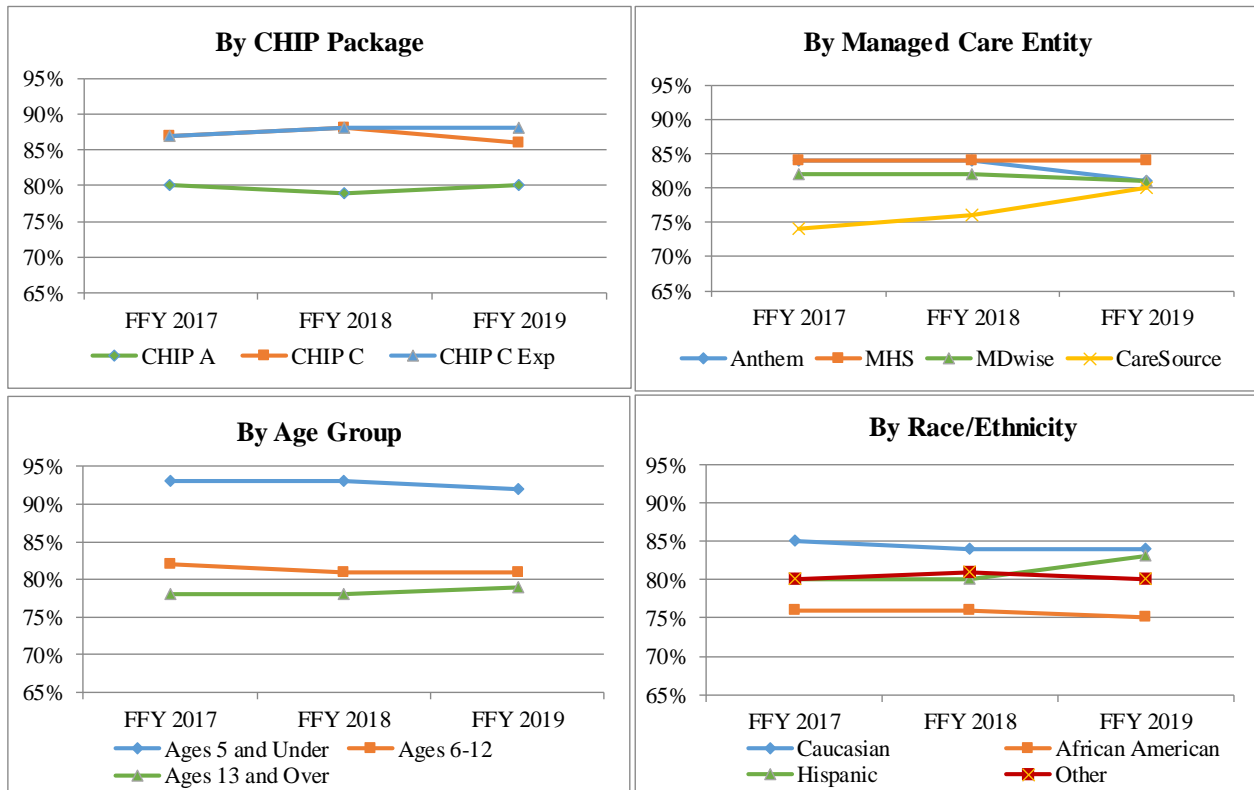 By CHIP Package
95%
90%
85%
80%
75%
70%
65%
FFY 2017 FFY 2018 FFY 2019
CHIP A CHIP C CHIP C Exp
By Managed Care Entity
95%
90%
85%
80%
75%
70%
65%
FFY 2017 FFY 2018 FFY 2019
Anthem MHS MDwise CareSource
By Age Group
95%
90%
85%
80%
75%
70%
65%
FFY 2017 FFY 2018 FFY 2019
Ages 5 and Under Ages 6-12
Ages 13 and Over
By Race/Ethnicity
95%
90%
85%
80%
75%
70%
65%
FFY 2017 FFY 2018 FFY 2019
Caucasian African American
Hispanic Other